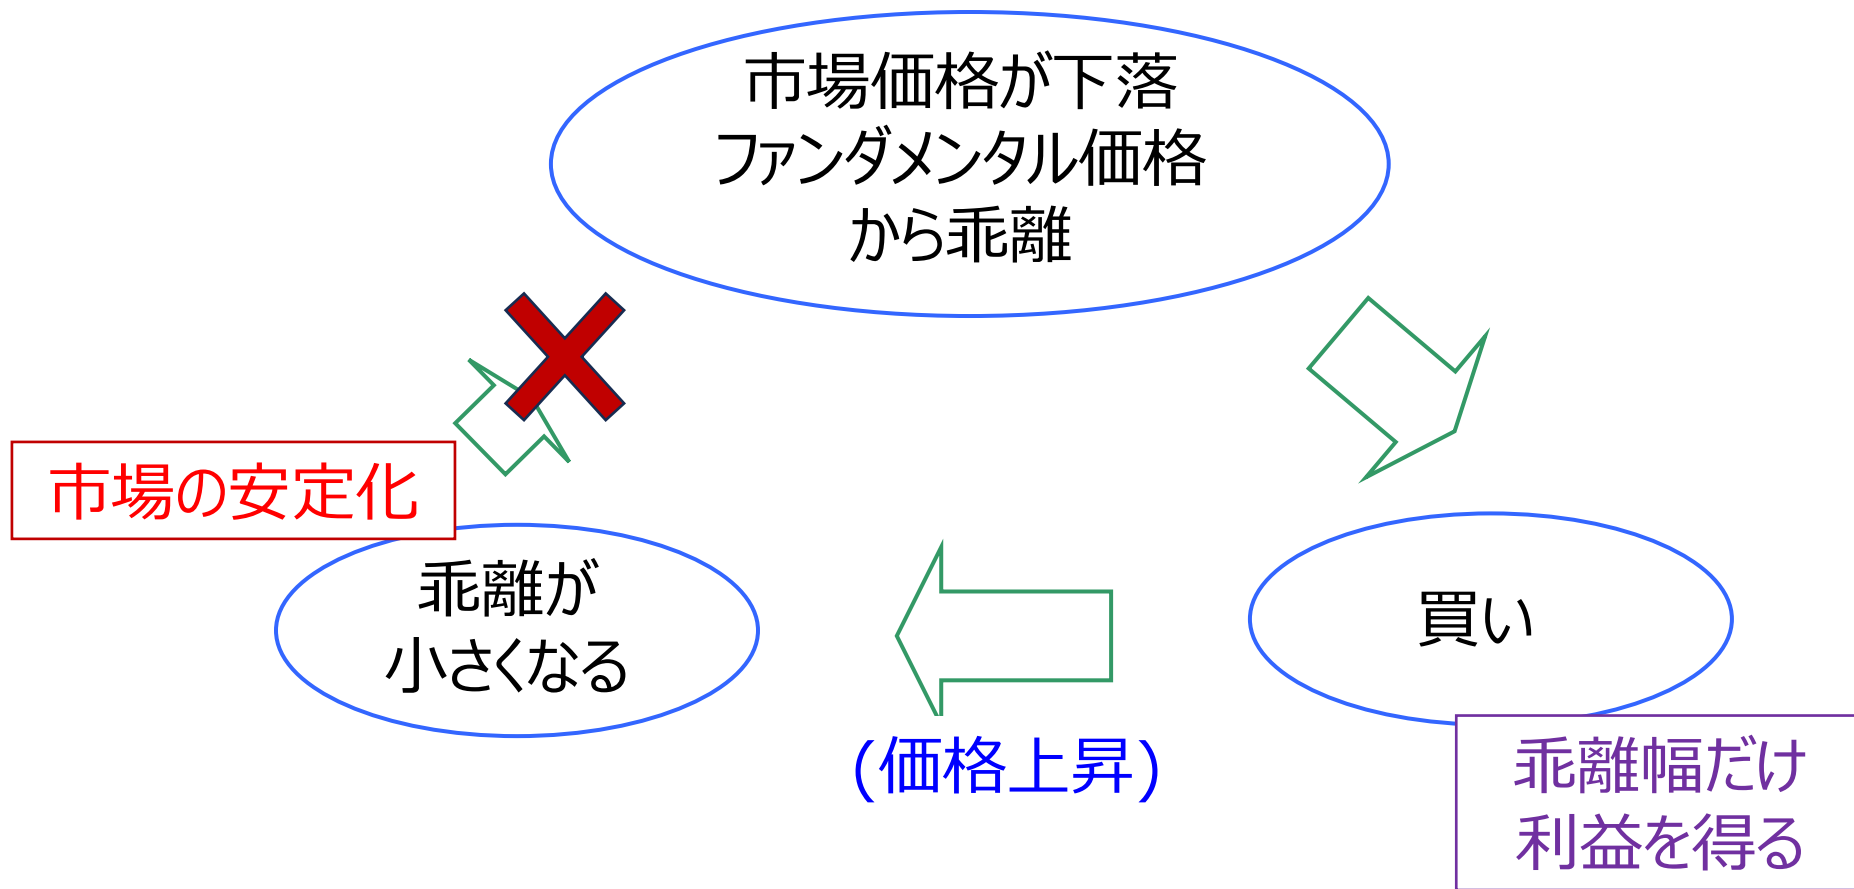 市場価格が下落
ファンダメンタル価格
から乖離
市場の安定化
乖離が
小さくなる
買い
(価格上昇)
乖離幅だけ
利益を得る